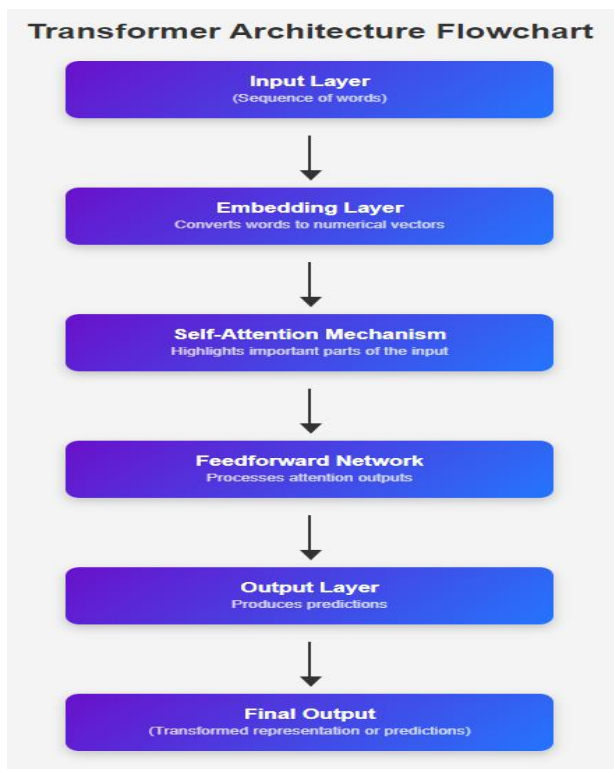 Transformer Architecture Flowchart
Input Layer
(Sequence of words)
Embedding Layer
Converts words to numerical vectors
Self-Attention Mechanism
Highlights important parts of the input
Feedforward Network
Processes attention outputs
Output Layer
Produces predictions
Final Output
(Transformed representation or predictions)